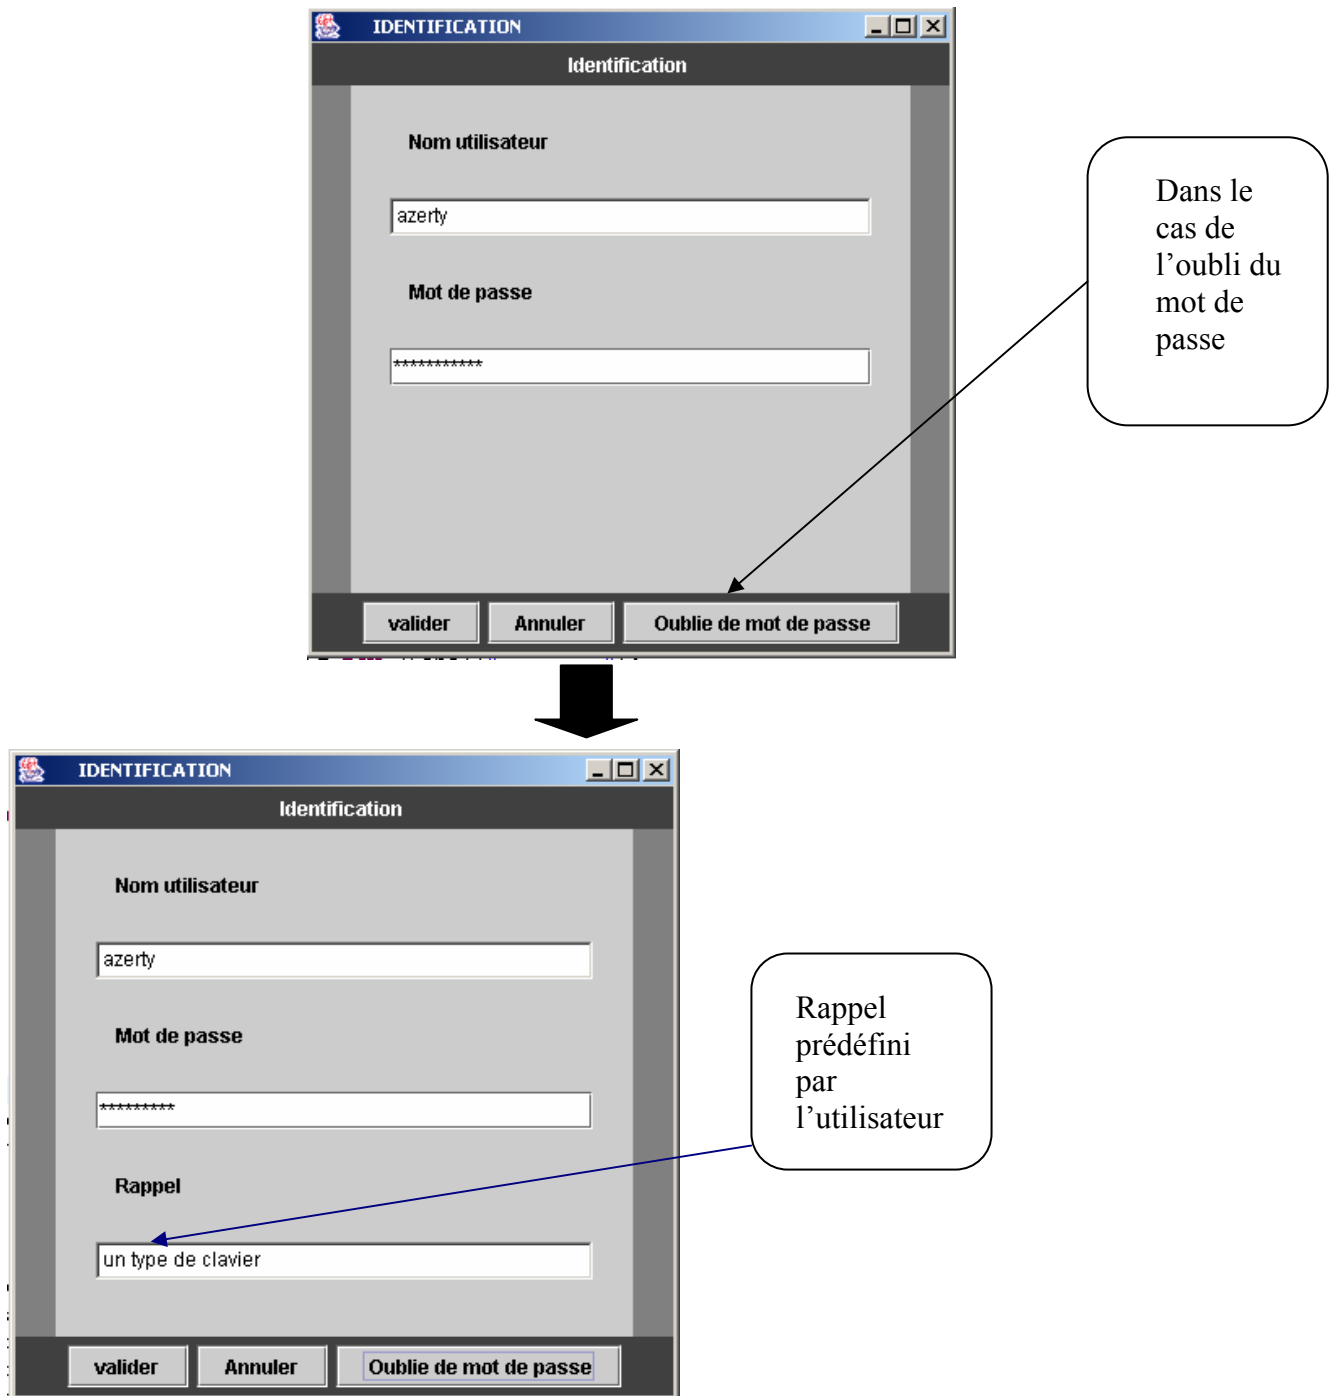 IDENTIFICATION
Identification
Nom utilisateur
azerty
Mot de passe
***********
valider
Annuler
Oublie de mot de passe
Dans le
cas de
l’oubli du
mot de
passe
IDENTIFICATION
Identification
Nom utilisateur
azerty
Mot de passe
*********
Rappel
un type de clavier
valider
Annuler
Oublie de mot de passe
Rappel
prédéfini
par
l’utilisateur